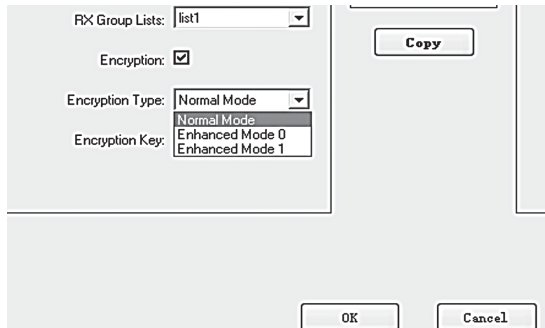 RX Group Lists: list1
Copy
Encryption:
Encryption Type: Normal Mode
Normal Mode
Encryption Key: Enhanced Mode 0
Enhanced Mode 1
OK Cancel